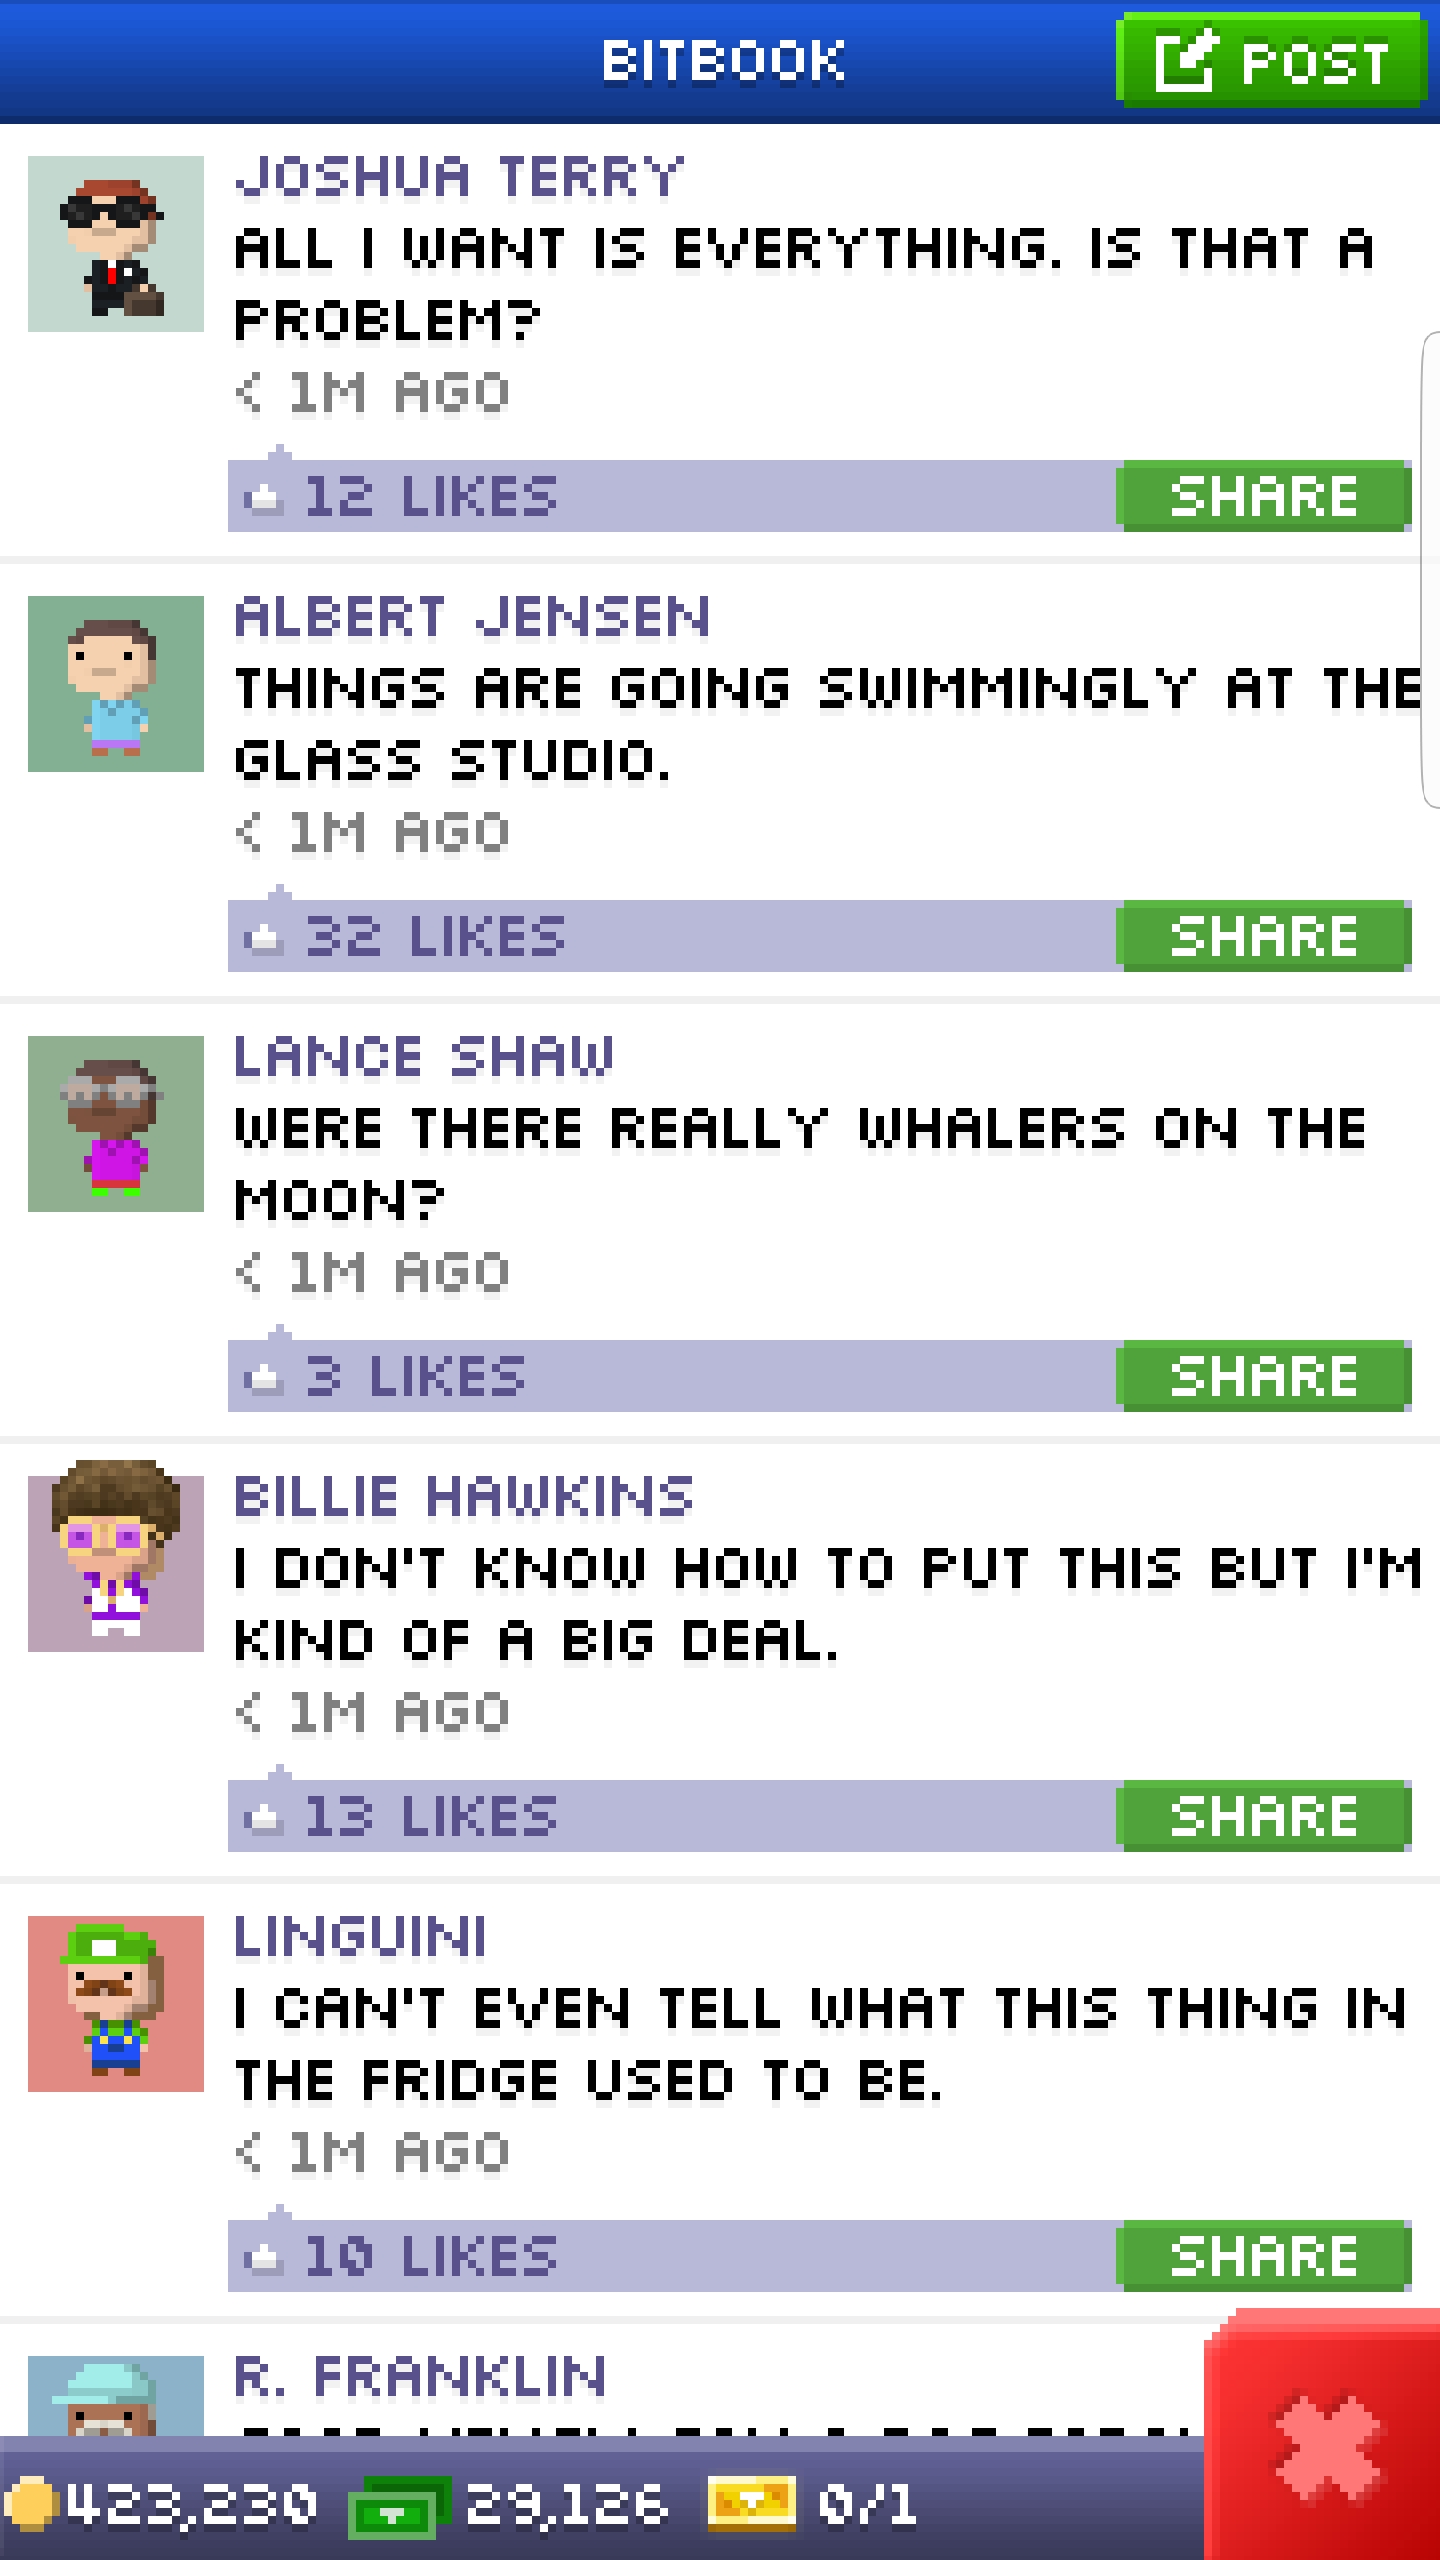 BITBOOK
POST
JOSHUA TERRY
ALL I WANT IS EVERYTHING. IS THAT A
PROBLEM?
< 1M AGO
12 LIKES
SHARE
ALBERT JENSEN
THINGS ARE GOING SWIMMINGLY AT THE
GLASS STUDIO.
< 1M AGO
32 LIKES
SHARE
LANCE SHAW
WERE THERE REALLY WHALERS ON THE
MOON?
< 1M AGO
3 LIKES
SHARE
BILLIE HAWKINS
I DON'T KNOW HOW TO PUT THIS BUT I'M
KIND OF A BIG DEAL.
< 1M AGO
13 LIKES
SHARE
LINGUINI
I CAN'T EVEN TELL WHAT THIS THING IN
THE FRIDGE USED TO BE.
< 1M AGO
10 LIKES
SHARE
R. FRANKLIN
423,230
29,126
0/1